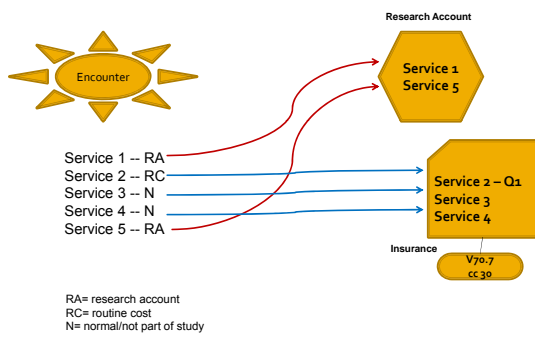 Research Account
Encounter
Service 1
Service 5
Service 1 -- RA
Service 2 -- RC
Service 3 -- N
Service 4 -- N
Service 5 -- RA
Service 2 – Q1
Service 3
Service 4
Insurance
V70.7
cc 30
RA= research account
RC= routine cost
N= normal/not part of study